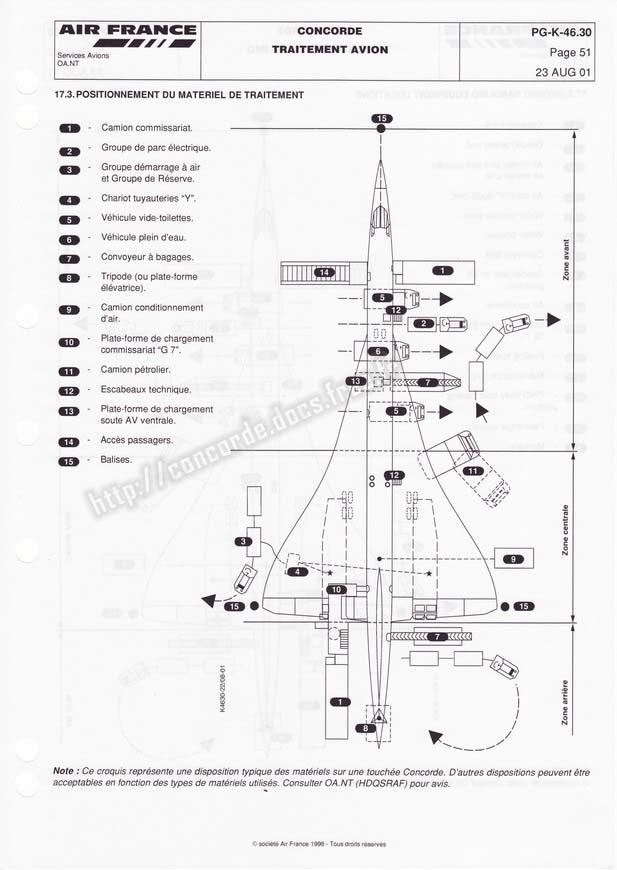 AIR FRANCE
Services Avions
OA.NT
CONCORDE
TRAITEMENT AVION
PG-K-46.30
Page 51
23 AUG 01
17.3. POSITIONNEMENT DU MATERIEL DE TRAITEMENT
1 - Camion commissariat.
2 - Groupe de parc électrique.
3 - Groupe démarrage à air
et Groupe de Réserve.
4 - Chariot tuyauteries "Y".
5 - Véhicule vide-toilettes.
6 - Véhicule plein d'eau.
7 - Convoyeur à bagages.
8 - Tripode (ou plate-forme
élévatrice).
9 - Camion conditionnement
d'air.
10 - Plate-forme de chargement
commissariat "G 7".
11 - Camion pétrolier.
12 - Escabeaux technique.
13 - Plate-forme de chargement
soute AV ventrale.
14 - Accès passagers.
15 - Balises.
15
14
1
5
12
2
6
13
7
5
11
12
3
4
9
10
15
15
7
1
8
Zone avant
Zone centrale
Zone arrière
K4630-22/08-01
http://concorde.docs.fr
Note : Ce croquis représente une disposition typique des matériels sur une touchée Concorde. D'autres dispositions peuvent être
acceptables en fonction des types de matériels utilisés. Consulter OA.NT (HDQSRAF) pour avis.
© société Air France 1998 - Tous droits réservés